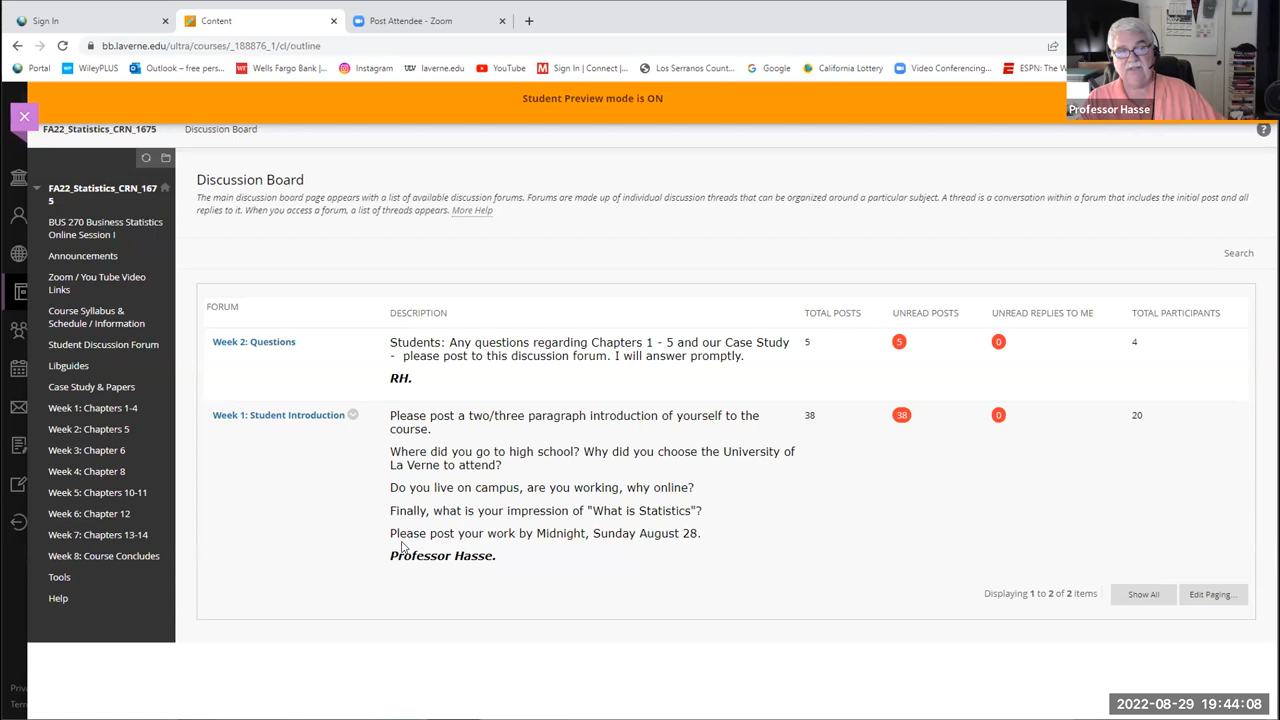 Sign In
Content
Post Attendee - Zoom
bb.laverne.edu/ultra/courses/_188876_1/cl/outline
Portal
WileyPLUS
Outlook – free pers...
Wells Fargo Bank |...
Instagram
laverne.edu
YouTube
Sign In | Connect |...
Los Serranos Count...
Google
California Lottery
Video Conferencing...
ESPN: The W
Professor Hasse
Student Preview mode is ON
FA22_Statistics_CRN_1675
Discussion Board
FA22_Statistics_CRN_167
5
BUS 270 Business Statistics
Online Session I
Announcements
Zoom / You Tube Video
Links
Course Syllabus &
Schedule / Information
Student Discussion Forum
Libguides
Case Study & Papers
Week 1: Chapters 1-4
Week 2: Chapters 5
Week 3: Chapter 6
Week 4: Chapter 8
Week 5: Chapters 10-11
Week 6: Chapter 12
Week 7: Chapters 13-14
Week 8: Course Concludes
Tools
Help
Discussion Board
The main discussion board page appears with a list of available discussion forums. Forums are made up of individual discussion threads that can be organized around a particular subject. A thread is a conversation within a forum that includes the initial post and all
replies to it. When you access a forum, a list of threads appears. More Help
Search
FORUM
DESCRIPTION
TOTAL POSTS
UNREAD POSTS
UNREAD REPLIES TO ME
TOTAL PARTICIPANTS
Week 2: Questions
Students: Any questions regarding Chapters 1 - 5 and our Case Study
- please post to this discussion forum. I will answer promptly.
RH.
5
5
0
4
Week 1: Student Introduction
Please post a two/three paragraph introduction of yourself to the
course.
Where did you go to high school? Why did you choose the University of
La Verne to attend?
Do you live on campus, are you working, why online?
Finally, what is your impression of "What is Statistics"?
Please post your work by Midnight, Sunday August 28.
Professor Hasse.
38
38
0
20
Displaying 1 to 2 of 2 items
Show All
Edit Paging...
Priv
Tern
2022-08-29 19:44:08